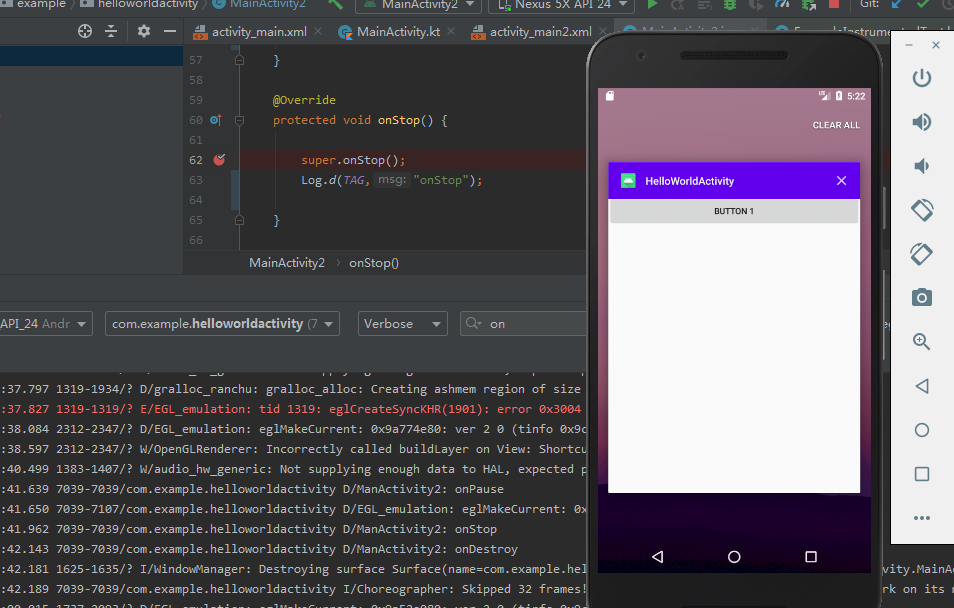 example
helloworldactivity
MainActivity2
MainActivity2
Nexus 5X API 24
Git:
activity_main.xml
MainActivity.kt
activity_main2.xml
57 }
58
59 @Override
60 protected void onStop() {
61
62 super.onStop();
63 Log.d(TAG, msg: "onStop");
64
65 }
66
MainActivity2 > onStop()
API_24 Andr
com.example.helloworldactivity (7
Verbose
on
:37.797 1319-1934/? D/gralloc_ranchu: gralloc_alloc: Creating ashmem region of size
:37.827 1319-1319/? E/EGL_emulation: tid 1319: eglCreateSyncKHR(1901): error 0x3004
:38.084 2312-2347/? D/EGL_emulation: eglMakeCurrent: 0x9a774e80: ver 2 0 (tinfo 0x9c
:38.597 2312-2347/? W/OpenGLRenderer: Incorrectly called buildLayer on View: Shortcu
:40.499 1383-1407/? W/audio_hw_generic: Not supplying enough data to HAL, expected p
:41.639 7039-7039/com.example.helloworldactivity D/ManActivity2: onPause
:41.650 7039-7107/com.example.helloworldactivity D/EGL_emulation: eglMakeCurrent: 0x
:41.962 7039-7039/com.example.helloworldactivity D/ManActivity2: onStop
:42.143 7039-7039/com.example.helloworldactivity D/ManActivity2: onDestroy
:42.181 1625-1635/? I/WindowManager: Destroying surface Surface(name=com.example.hel
vity.MainAc
:42.189 7039-7039/com.example.helloworldactivity I/Choreographer: Skipped 32 frames!
rk on its m
5:22
CLEAR ALL
HelloWorldActivity
BUTTON 1